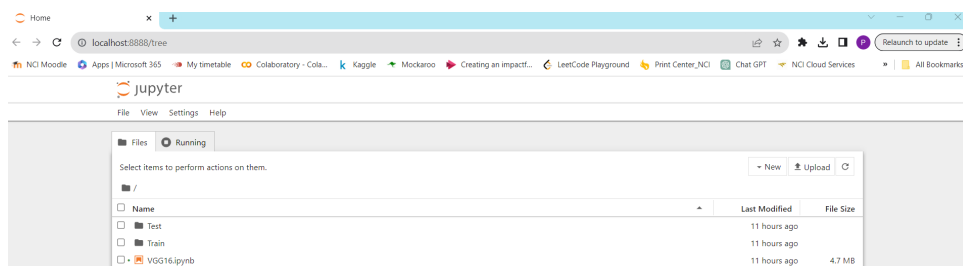 Home
localhost:8888/tree
P
Relaunch to update
m NCI Moodle Apps | Microsoft 365 My timetable CO Colaboratory - Cola... k Kaggle Mockaroo Creating an impactf... LeetCode Playground Print Center_NCI Chat GPT NCI Cloud Services » All Bookmarks
jupyter
File View Settings Help
Files Running
Select items to perform actions on them.
New Upload
/
Name Last Modified File Size
Test 11 hours ago
Train 11 hours ago
VGG16.ipynb 11 hours ago 4.7 MB